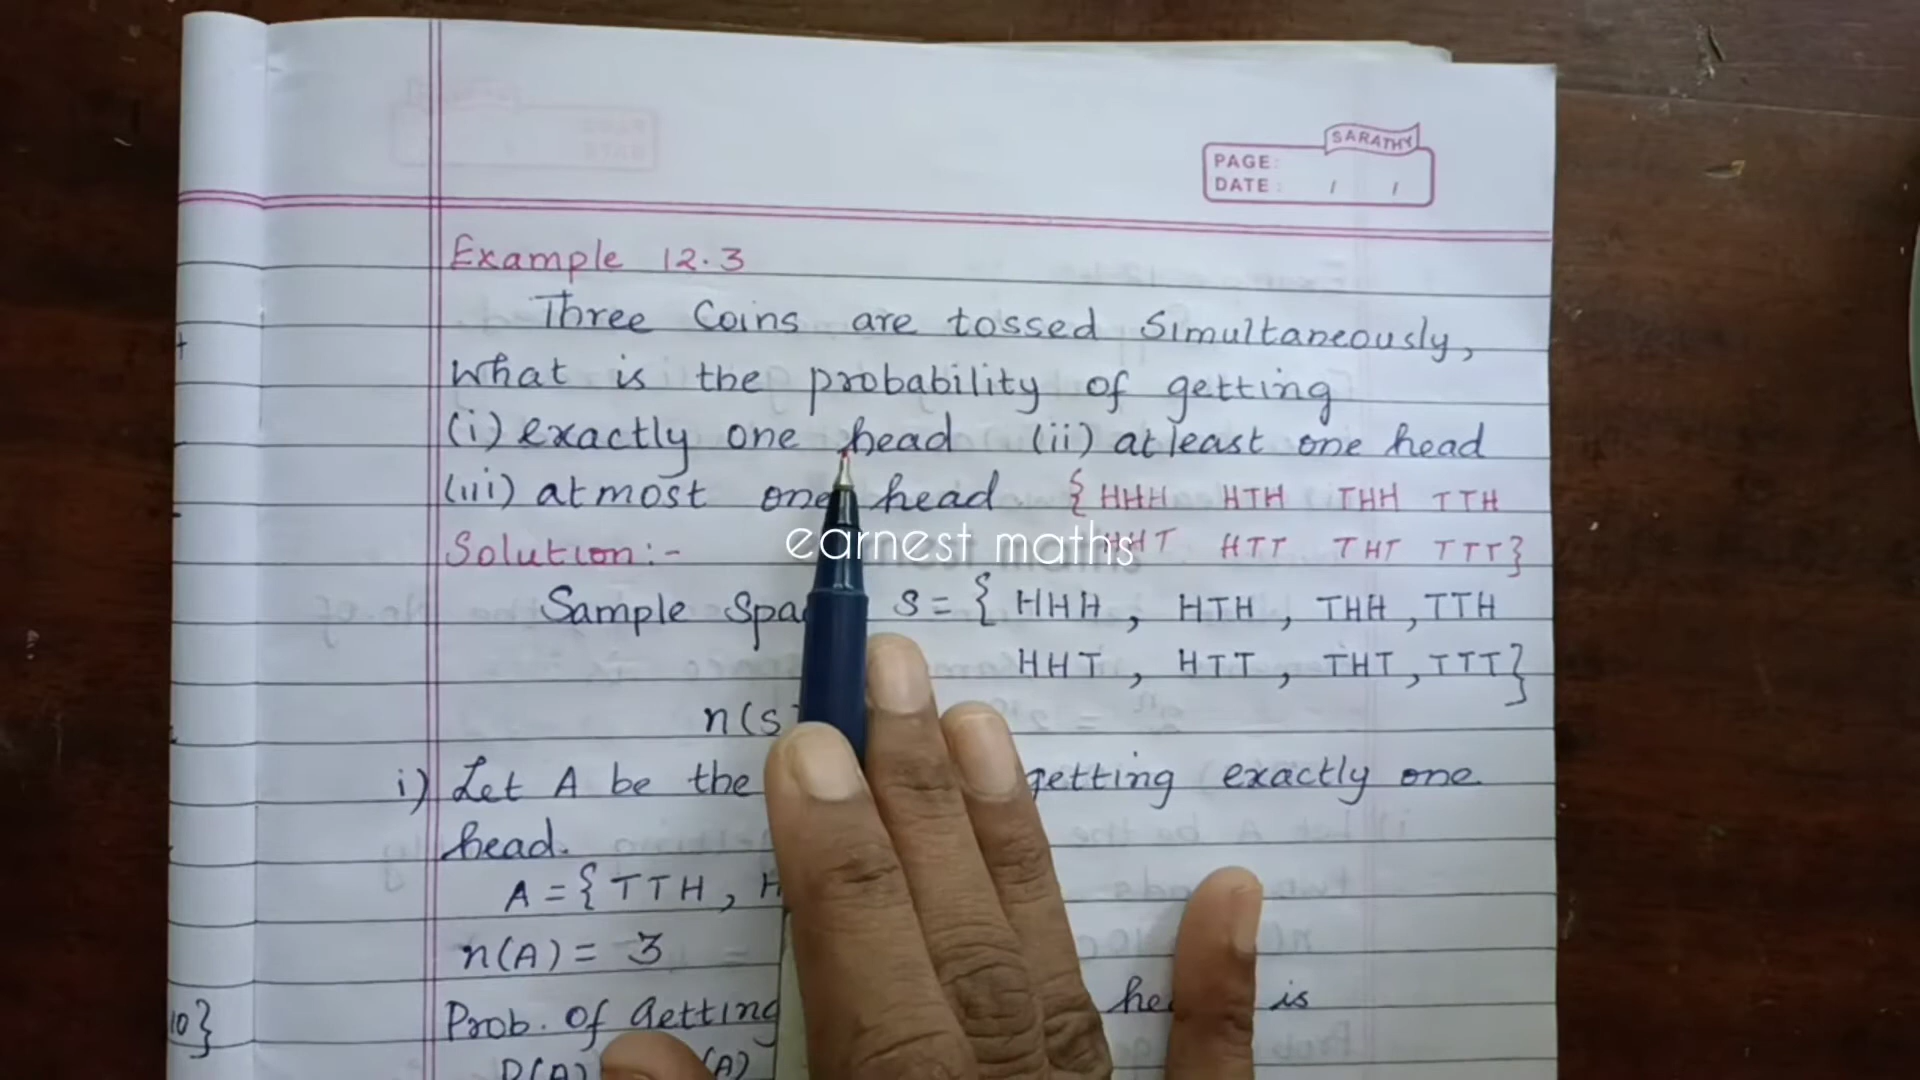 SARATHY
PAGE:
DATE: / /
Example 12.3
Three Coins are tossed Simultaneously,
What is the probability of getting
(i) exactly one head (ii) atleast one head
(iii) atmost one head { HHH HTH THH TTH
earnest maths
HHT HTT THT TTT}
Solution:-
Sample S = { HHH , HTH , THH , TTH
HHT , HTT , THT , TTT}
n(s
i) Let A be the getting exactly one
head.
A = { TTH , H
n(A) = 3
10}
Prob. of Getting is
P(A) (A)